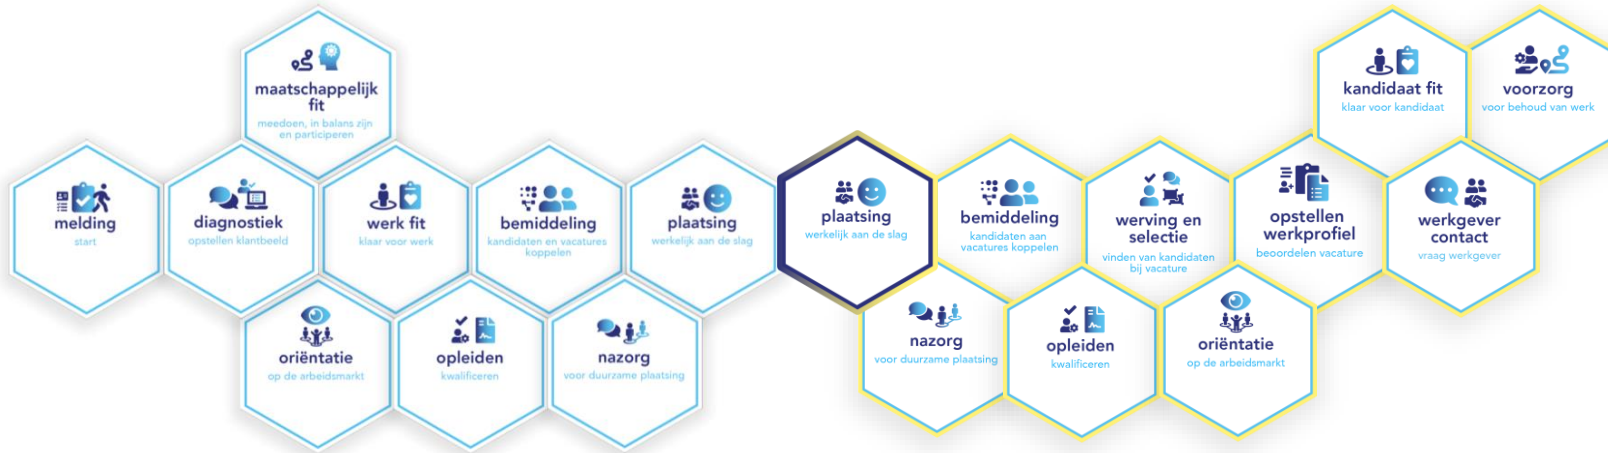 maatschappelijk
fit
meedoen, in balans zijn
en participeren
kandidaat fit
klaar voor kandidaat
voorzorg
voor behoud van werk
melding
start
diagnostiek
opstellen klantbeeld
werk fit
klaar voor werk
bemiddeling
kandidaten en vacatures
koppelen
plaatsing
werkelijk aan de slag
plaatsing
werkelijk aan de slag
bemiddeling
kandidaten aan
vacatures koppelen
werving en
selectie
vinden van kandidaten
bij vacature
opstellen
werkprofiel
beoordelen vacature
werkgever
contact
vraag werkgever
oriëntatie
op de arbeidsmarkt
opleiden
kwalificeren
nazorg
voor duurzame plaatsing
nazorg
voor duurzame plaatsing
opleiden
kwalificeren
oriëntatie
op de arbeidsmarkt